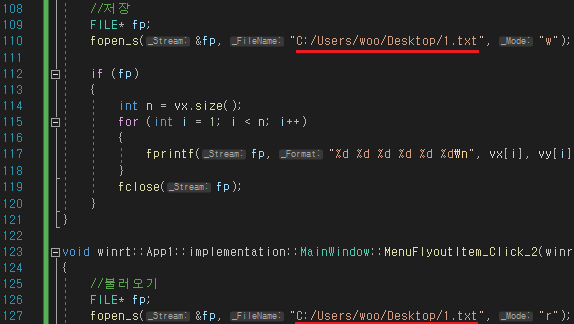 108 //저장
109 FILE* fp;
110 fopen_s(_Stream: &fp, _FileName: "C:/Users/woo/Desktop/1.txt", _Mode: "w");
111
112 if (fp)
113 {
114 int n = vx.size();
115 for (int i = 1; i < n; i++)
116 {
117 fprintf(_Stream: fp, _Format: "%d %d %d %d %d %d₩n", vx[i], vy[i]
118 }
119 fclose(_Stream: fp);
120 }
121 }
122
123 void winrt::App1::implementation::MainWindow::MenuFlyoutItem_Click_2(winr
124 {
125 //불러오기
126 FILE* fp;
127 fopen_s(_Stream: &fp, _FileName: "C:/Users/woo/Desktop/1.txt", _Mode: "r");